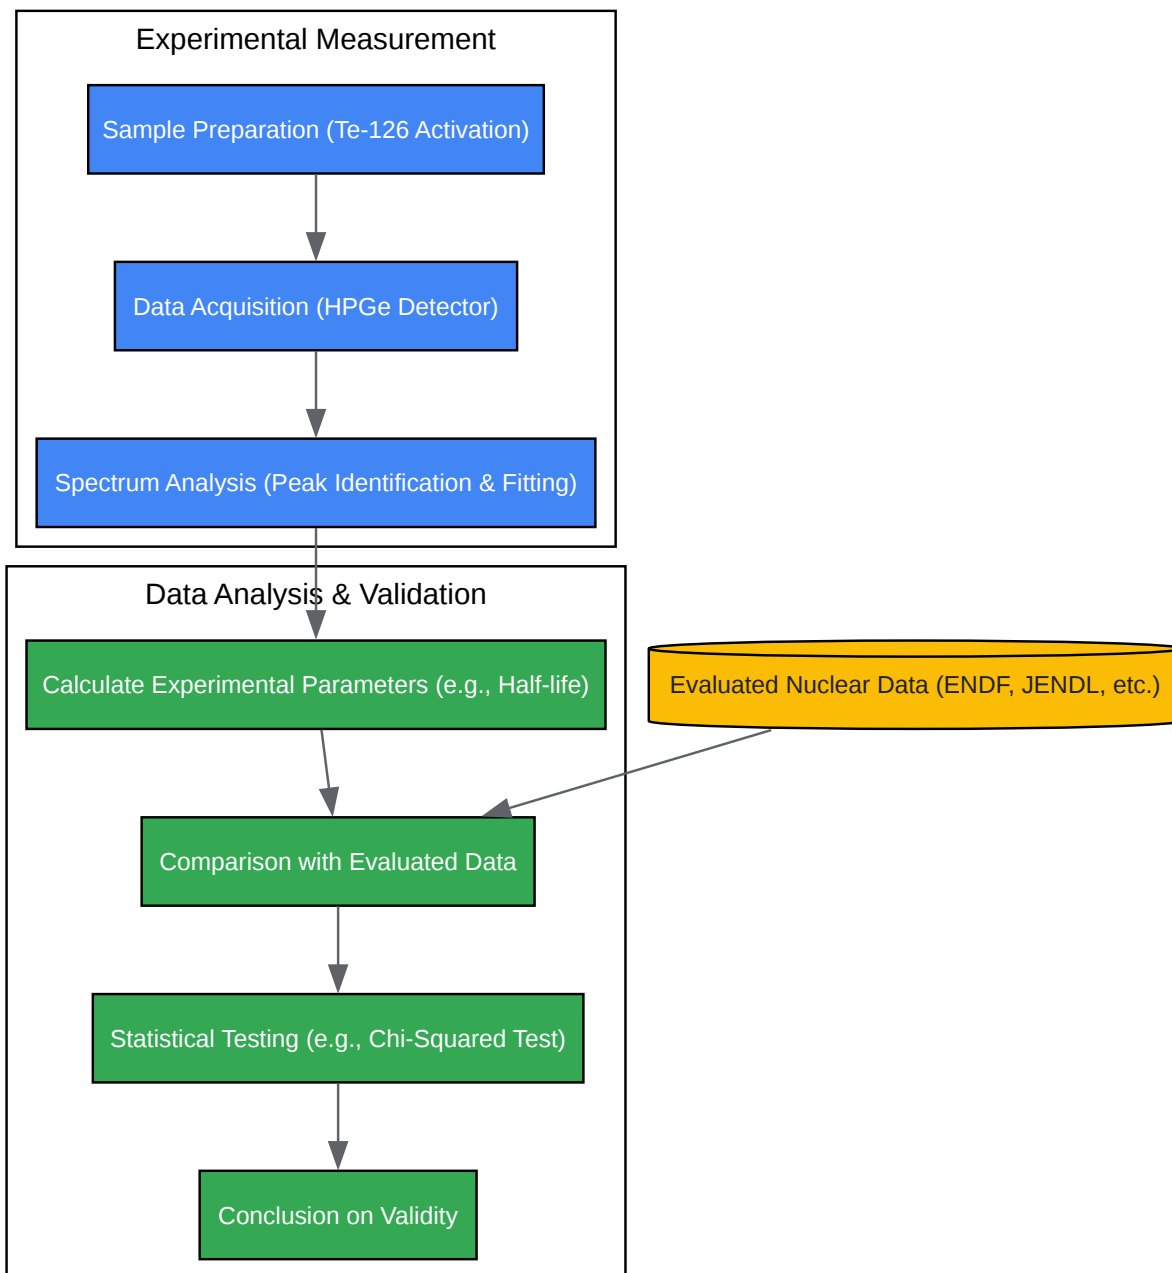 Experimental Measurement
Sample Preparation (Te-126 Activation)
Data Acquisition (HPGe Detector)
Spectrum Analysis (Peak Identification & Fitting)
Data Analysis & Validation
Calculate Experimental Parameters (e.g., Half-life)
Evaluated Nuclear Data (ENDF, JENDL, etc.)
Comparison with Evaluated Data
Statistical Testing (e.g., Chi-Squared Test)
Conclusion on Validity